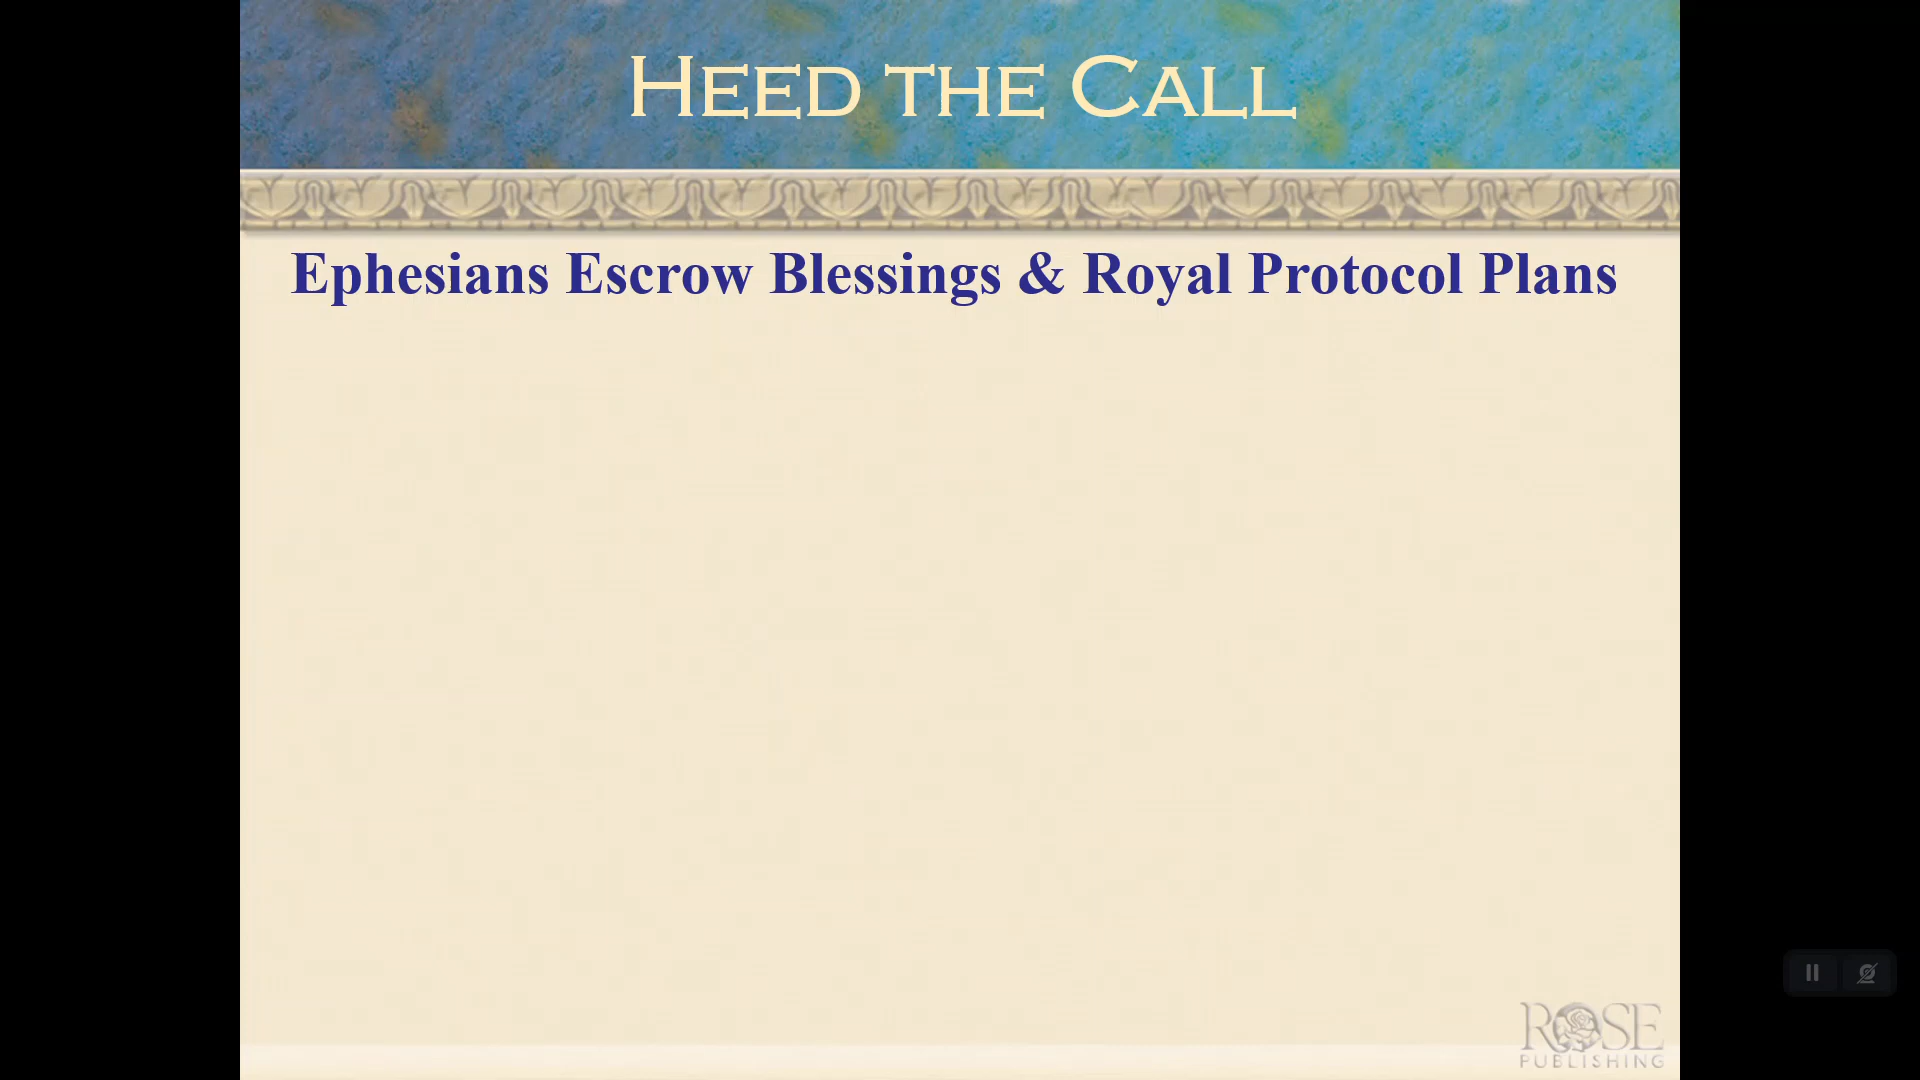 HEED THE CALL
Ephesians Escrow Blessings & Royal Protocol Plans
ROSE
PUBLISHING